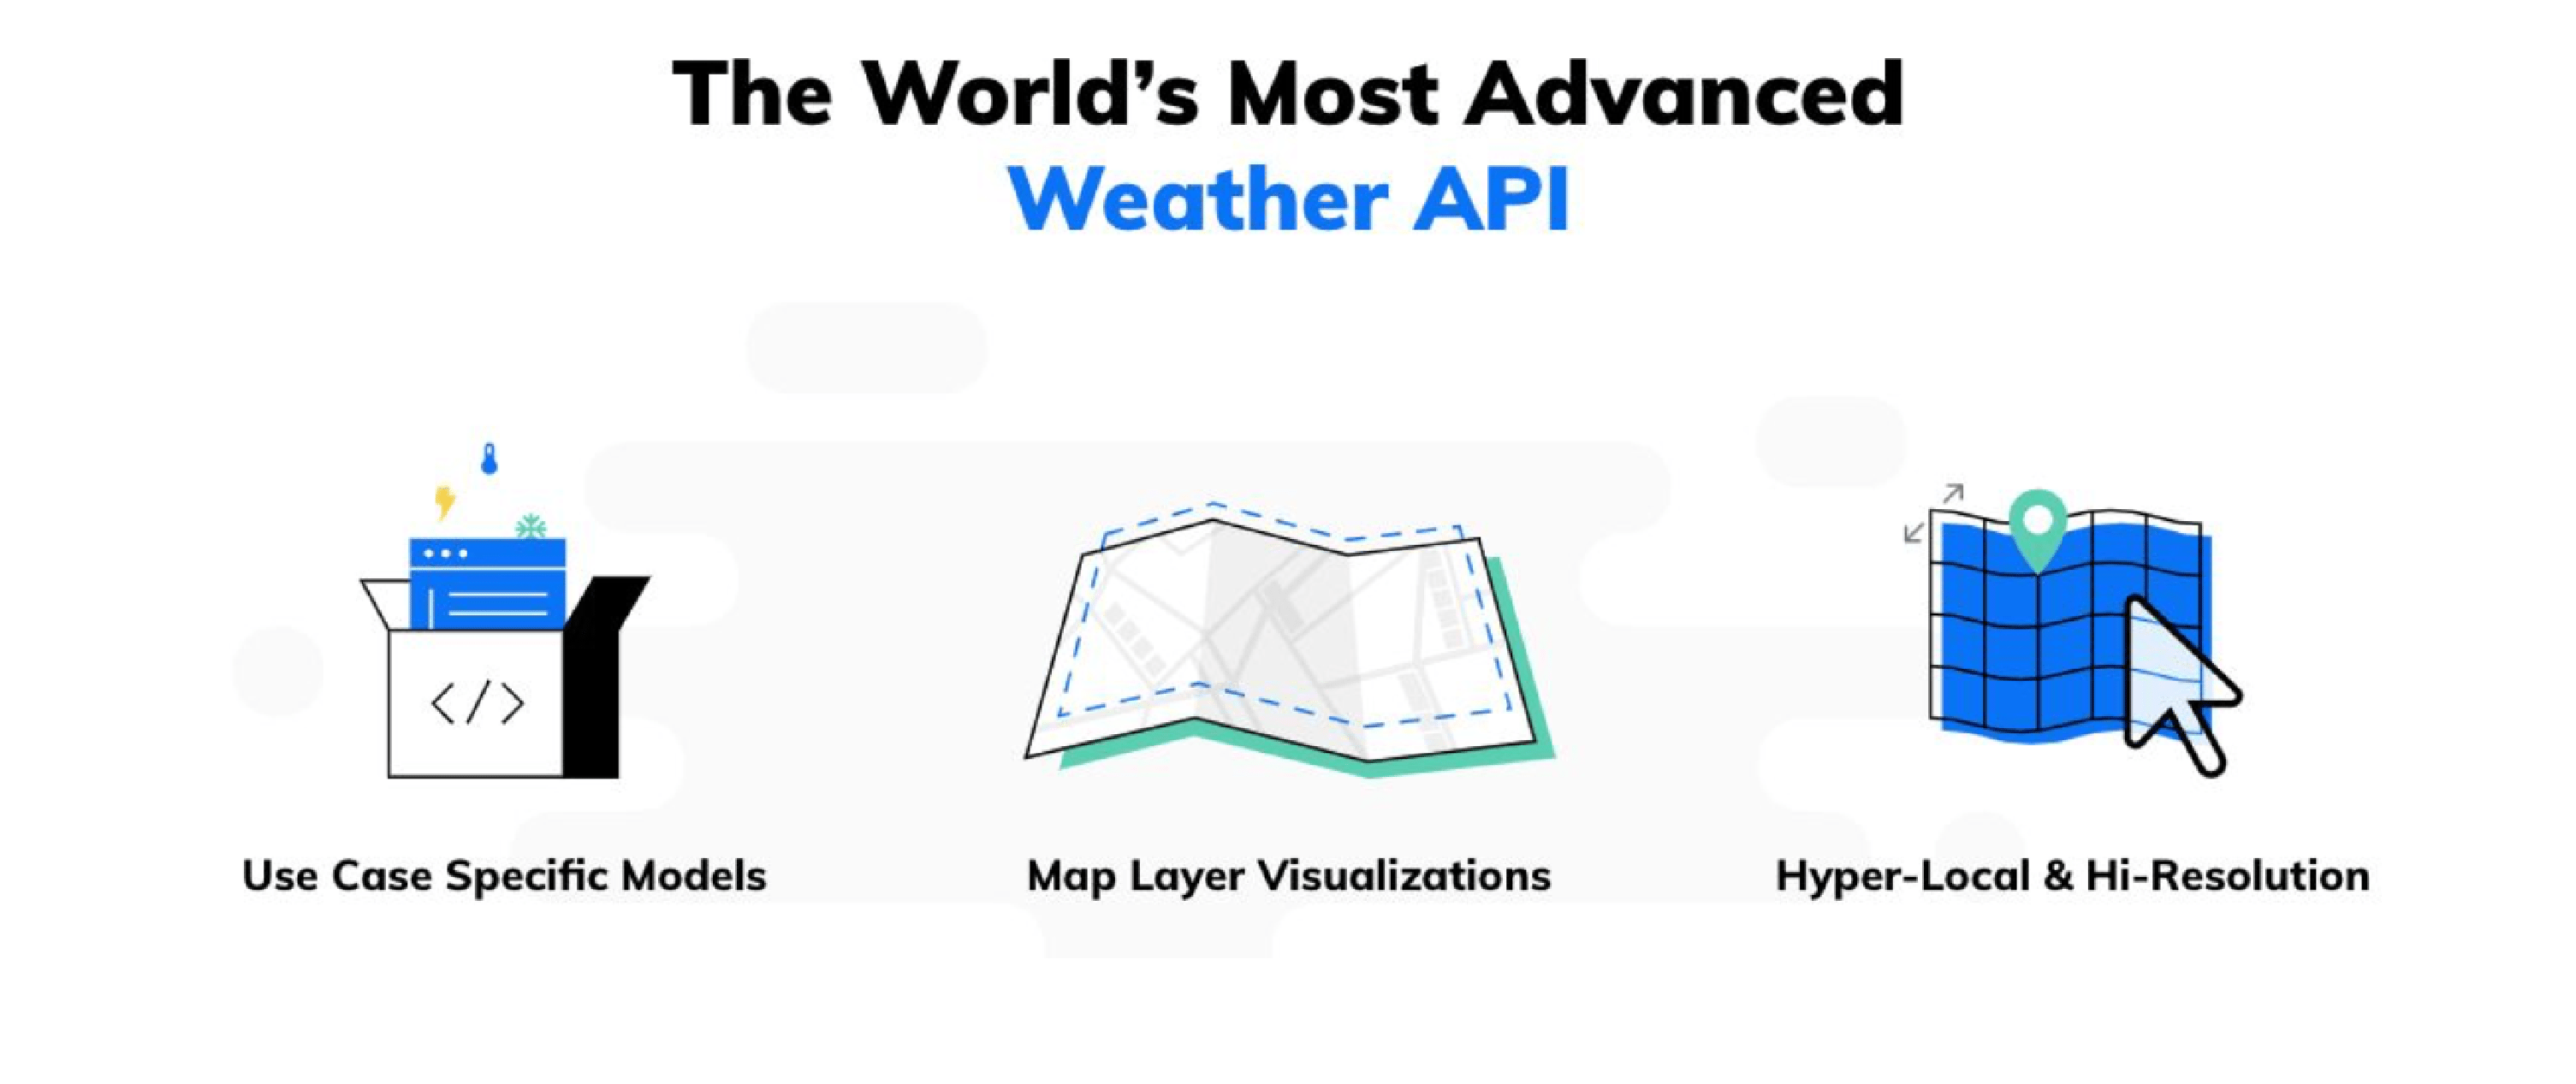 The World’s Most Advanced
Weather API
</>
Use Case Specific Models
Map Layer Visualizations
Hyper-Local & Hi-Resolution